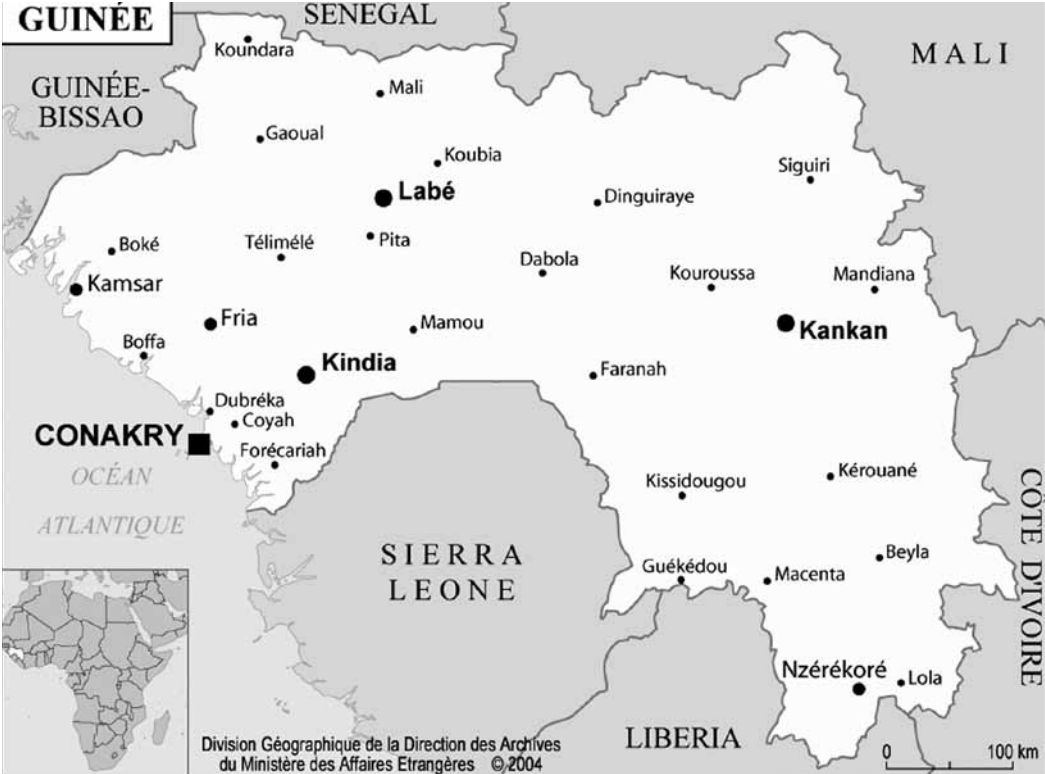 GUINÉE
SENEGAL
MALI
GUINÉE-
BISSAO
Koundara
Mali
Gaoual
Koubia
Siguiri
Labé
Dinguiraye
Boké
Télimélé
Pita
Dabola
Kouroussa
Mandiana
Kamsar
Fria
Mamou
Kankan
Boffa
Kindia
Faranah
Dubréka
Coyah
CONAKRY
Forécariah
OCÉAN
ATLANTIQUE
Kissidougou
Kérouané
CÔTE D'IVOIRE
SIERRA
LEONE
Guékédou
Macenta
Beyla
Nzérékoré
Lola
LIBERIA
Division Géographique de la Direction des Archives
du Ministère des Affaires Etrangères © 2004
0 100 km